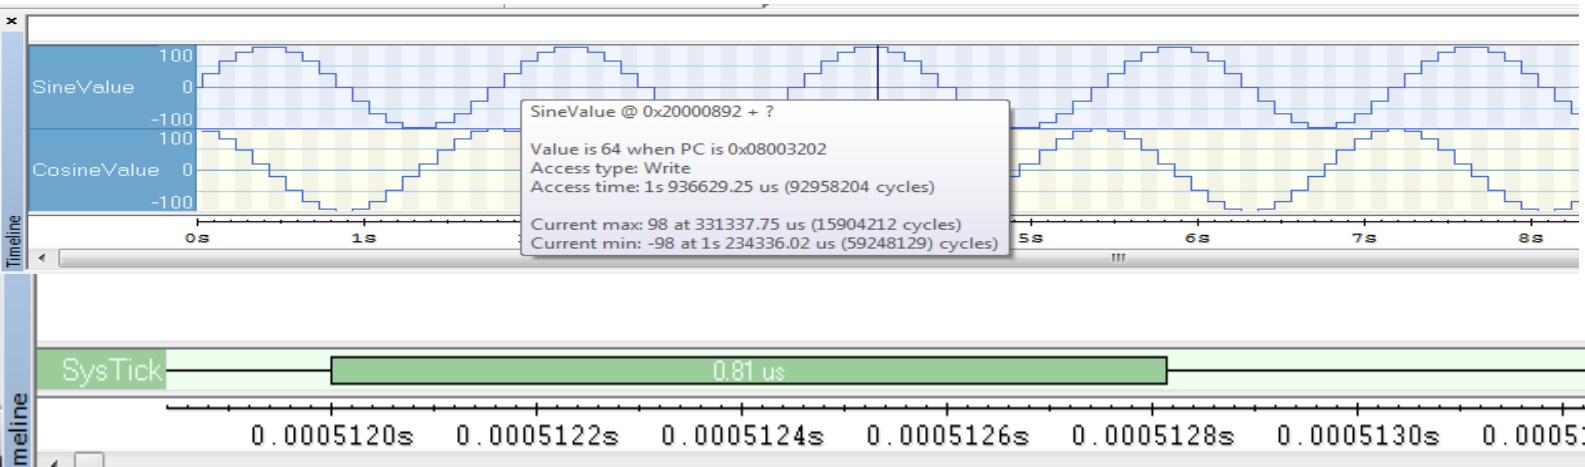 ×
100
SineValue 0
-100
100
CosineValue 0
-100
Timeline
SineValue @ 0x20000892 + ?
Value is 64 when PC is 0x08003202
Access type: Write
Access time: 1s 936629.25 us (92958204 cycles)
Current max: 98 at 331337.75 us (15904212 cycles)
Current min: -98 at 1s 234336.02 us (59248129) cycles)
0s 1s 5s 6s 7s 8s
SysTick 0.81 us
meline
0.0005120s 0.0005122s 0.0005124s 0.0005126s 0.0005128s 0.0005130s 0.0005